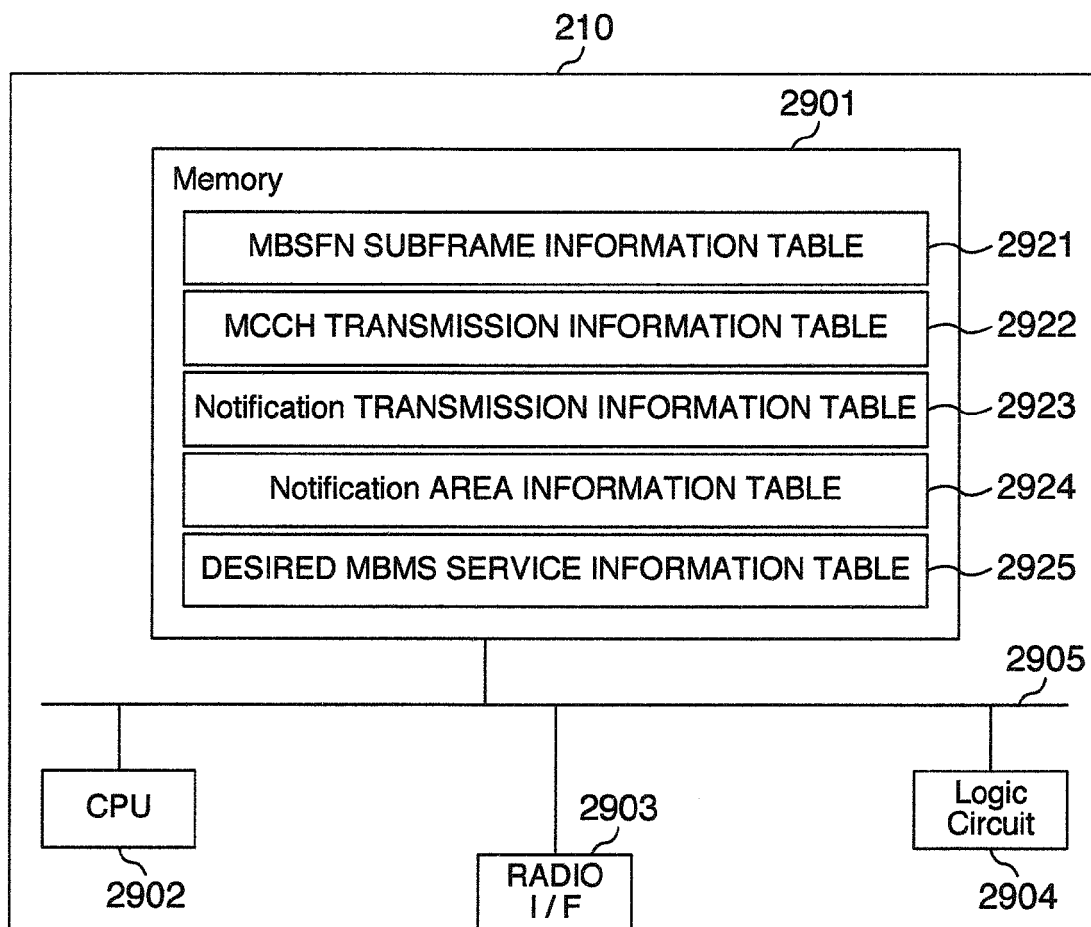 210
2901
Memory
MBSFN SUBFRAME INFORMATION TABLE
2921
MCCH TRANSMISSION INFORMATION TABLE
2922
Notification TRANSMISSION INFORMATION TABLE
2923
Notification AREA INFORMATION TABLE
2924
DESIRED MBMS SERVICE INFORMATION TABLE
2925
2905
CPU
2902
2903
RADIO
I / F
Logic
Circuit
2904